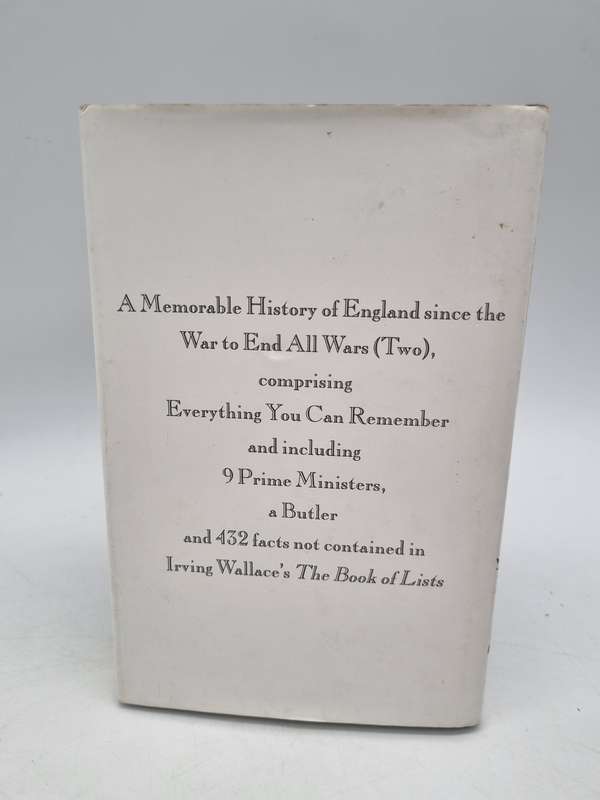 A Memorable History of England since the
War to End All Wars (Two),
comprising
Everything You Can Remember
and including
9 Prime Ministers,
a Butler
and 432 facts not contained in
Irving Wallace's The Book of Lists